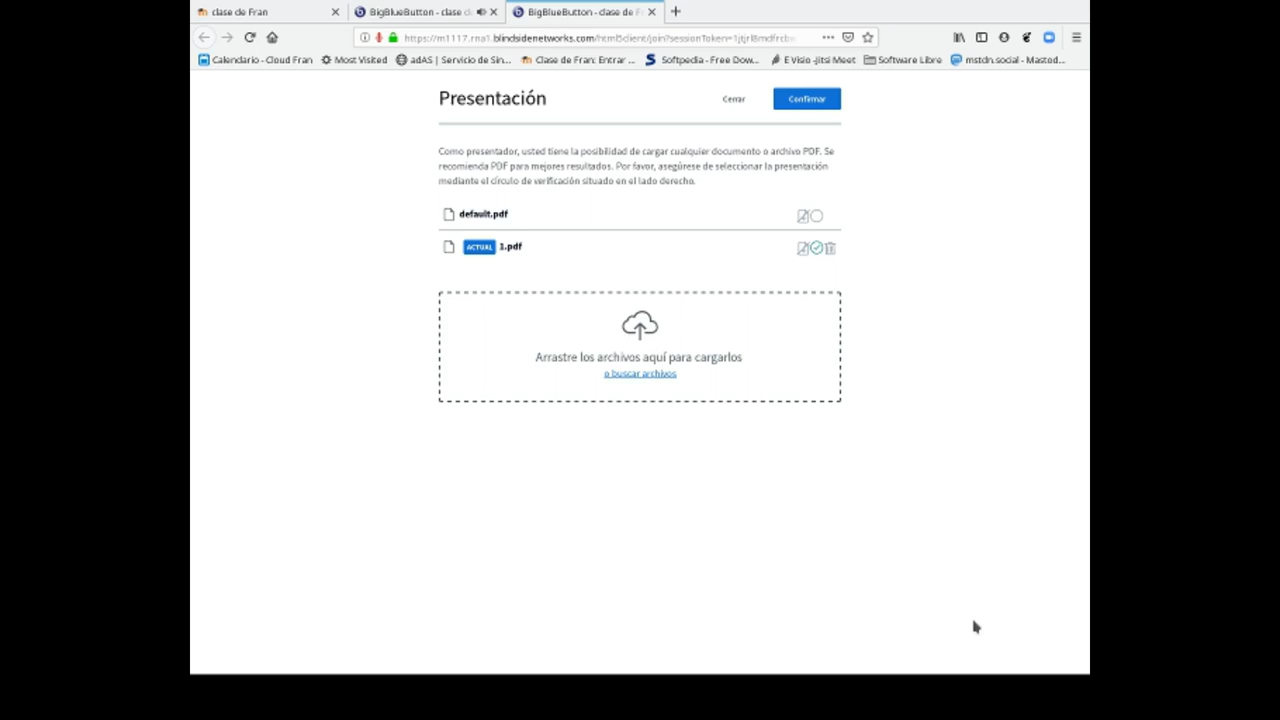 clase de Fran
BigBlueButton - clase d
BigBlueButton - clase de F
https://m1117.rna1.blindsidenetworks.com/html5client/join?sessionToken=
Calendario - Cloud Fran
Most Visited
adAS | Servicio de Sin...
Clase de Fran: Entrar ...
Softpedia - Free Dow...
E Visio -Jitsi Meet
Software Libre
mstdn.social - Mastod...
Presentación
Cerrar
Confirmar
Como presentador, usted tiene la posibilidad de cargar cualquier documento o archivo PDF. Se
recomienda PDF para mejores resultados. Por favor, asegúrese de seleccionar la presentación
mediante el círculo de verificación situado en el lado derecho.
default.pdf
ACTUAL 1.pdf
Arrastre los archivos aquí para cargarlos
o buscar archivos